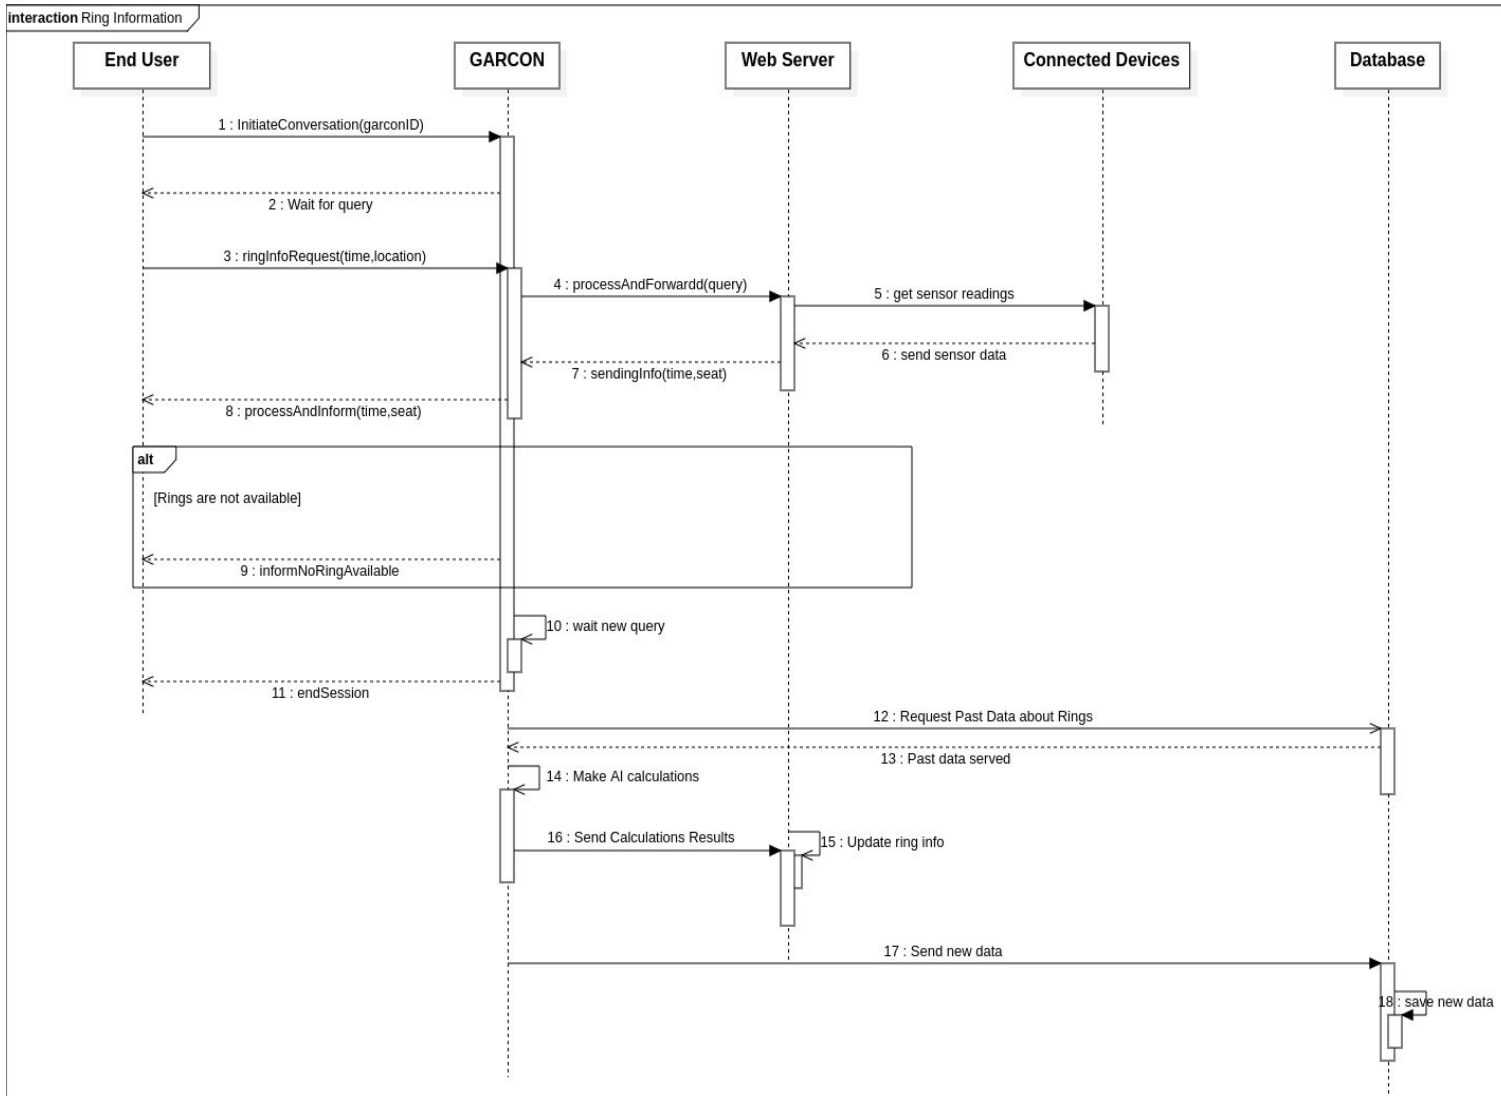 interaction Ring Information
End User
GARCON
Web Server
Connected Devices
Database
1 : InitiateConversation(garconID)
2 : Wait for query
3 : ringInfoRequest(time,location)
4 : processAndForwardd(query)
5 : get sensor readings
6 : send sensor data
7 : sendingInfo(time,seat)
8 : processAndInform(time,seat)
alt
[Rings are not available]
9 : informNoRingAvailable
10 : wait new query
11 : endSession
12 : Request Past Data about Rings
13 : Past data served
14 : Make AI calculations
16 : Send Calculations Results
15 : Update ring info
17 : Send new data
18 : save new data